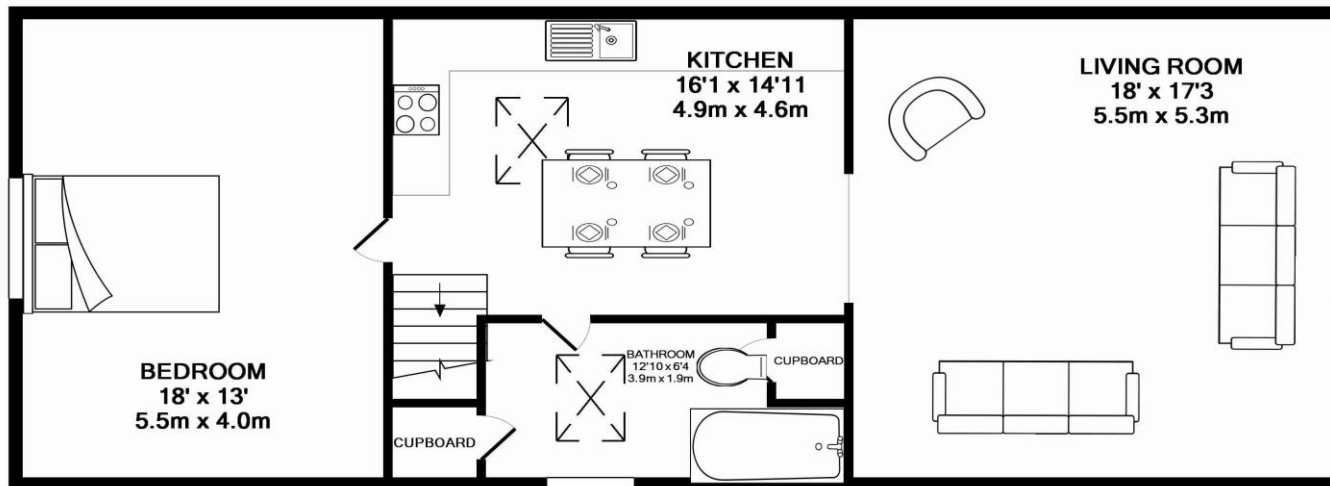 KITCHEN
16'1 x 14'11
4.9m x 4.6m
LIVING ROOM
18' x 17'3
5.5m x 5.3m
BEDROOM
18' x 13'
5.5m x 4.0m
BATHROOM
12'10 x 6'4
3.9m x 1.9m
CUPBOARD
CUPBOARD